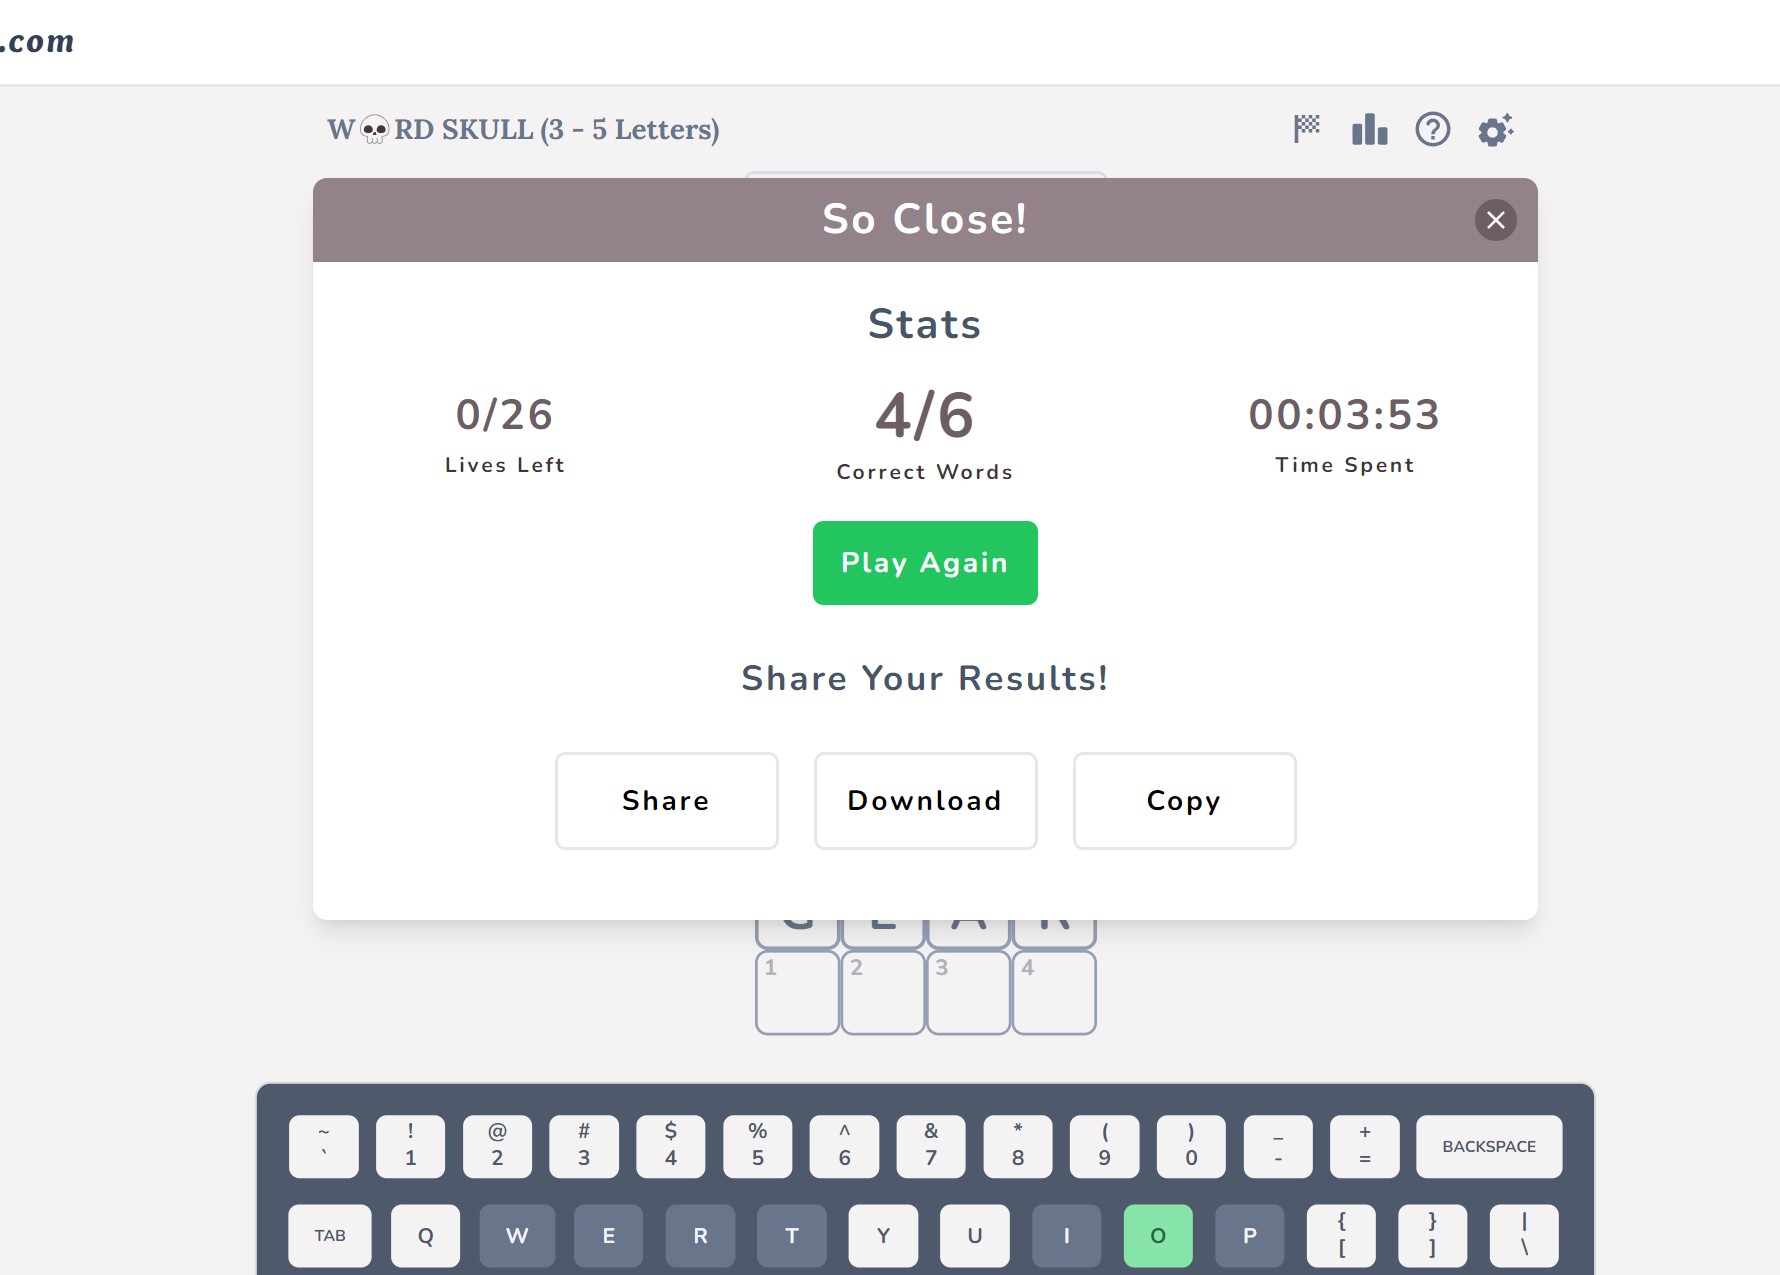 .com
W💀RD SKULL (3 - 5 Letters)
So Close!
Stats
0/26
Lives Left
4/6
Correct Words
00:03:53
Time Spent
Play Again
Share Your Results!
Share Download Copy
1 2 3 4
~ ! @ # $ % ^ & * ( ) _ +
` 1 2 3 4 5 6 7 8 9 0 - = BACKSPACE
TAB Q W E R T Y U I O P { [ } ] | \